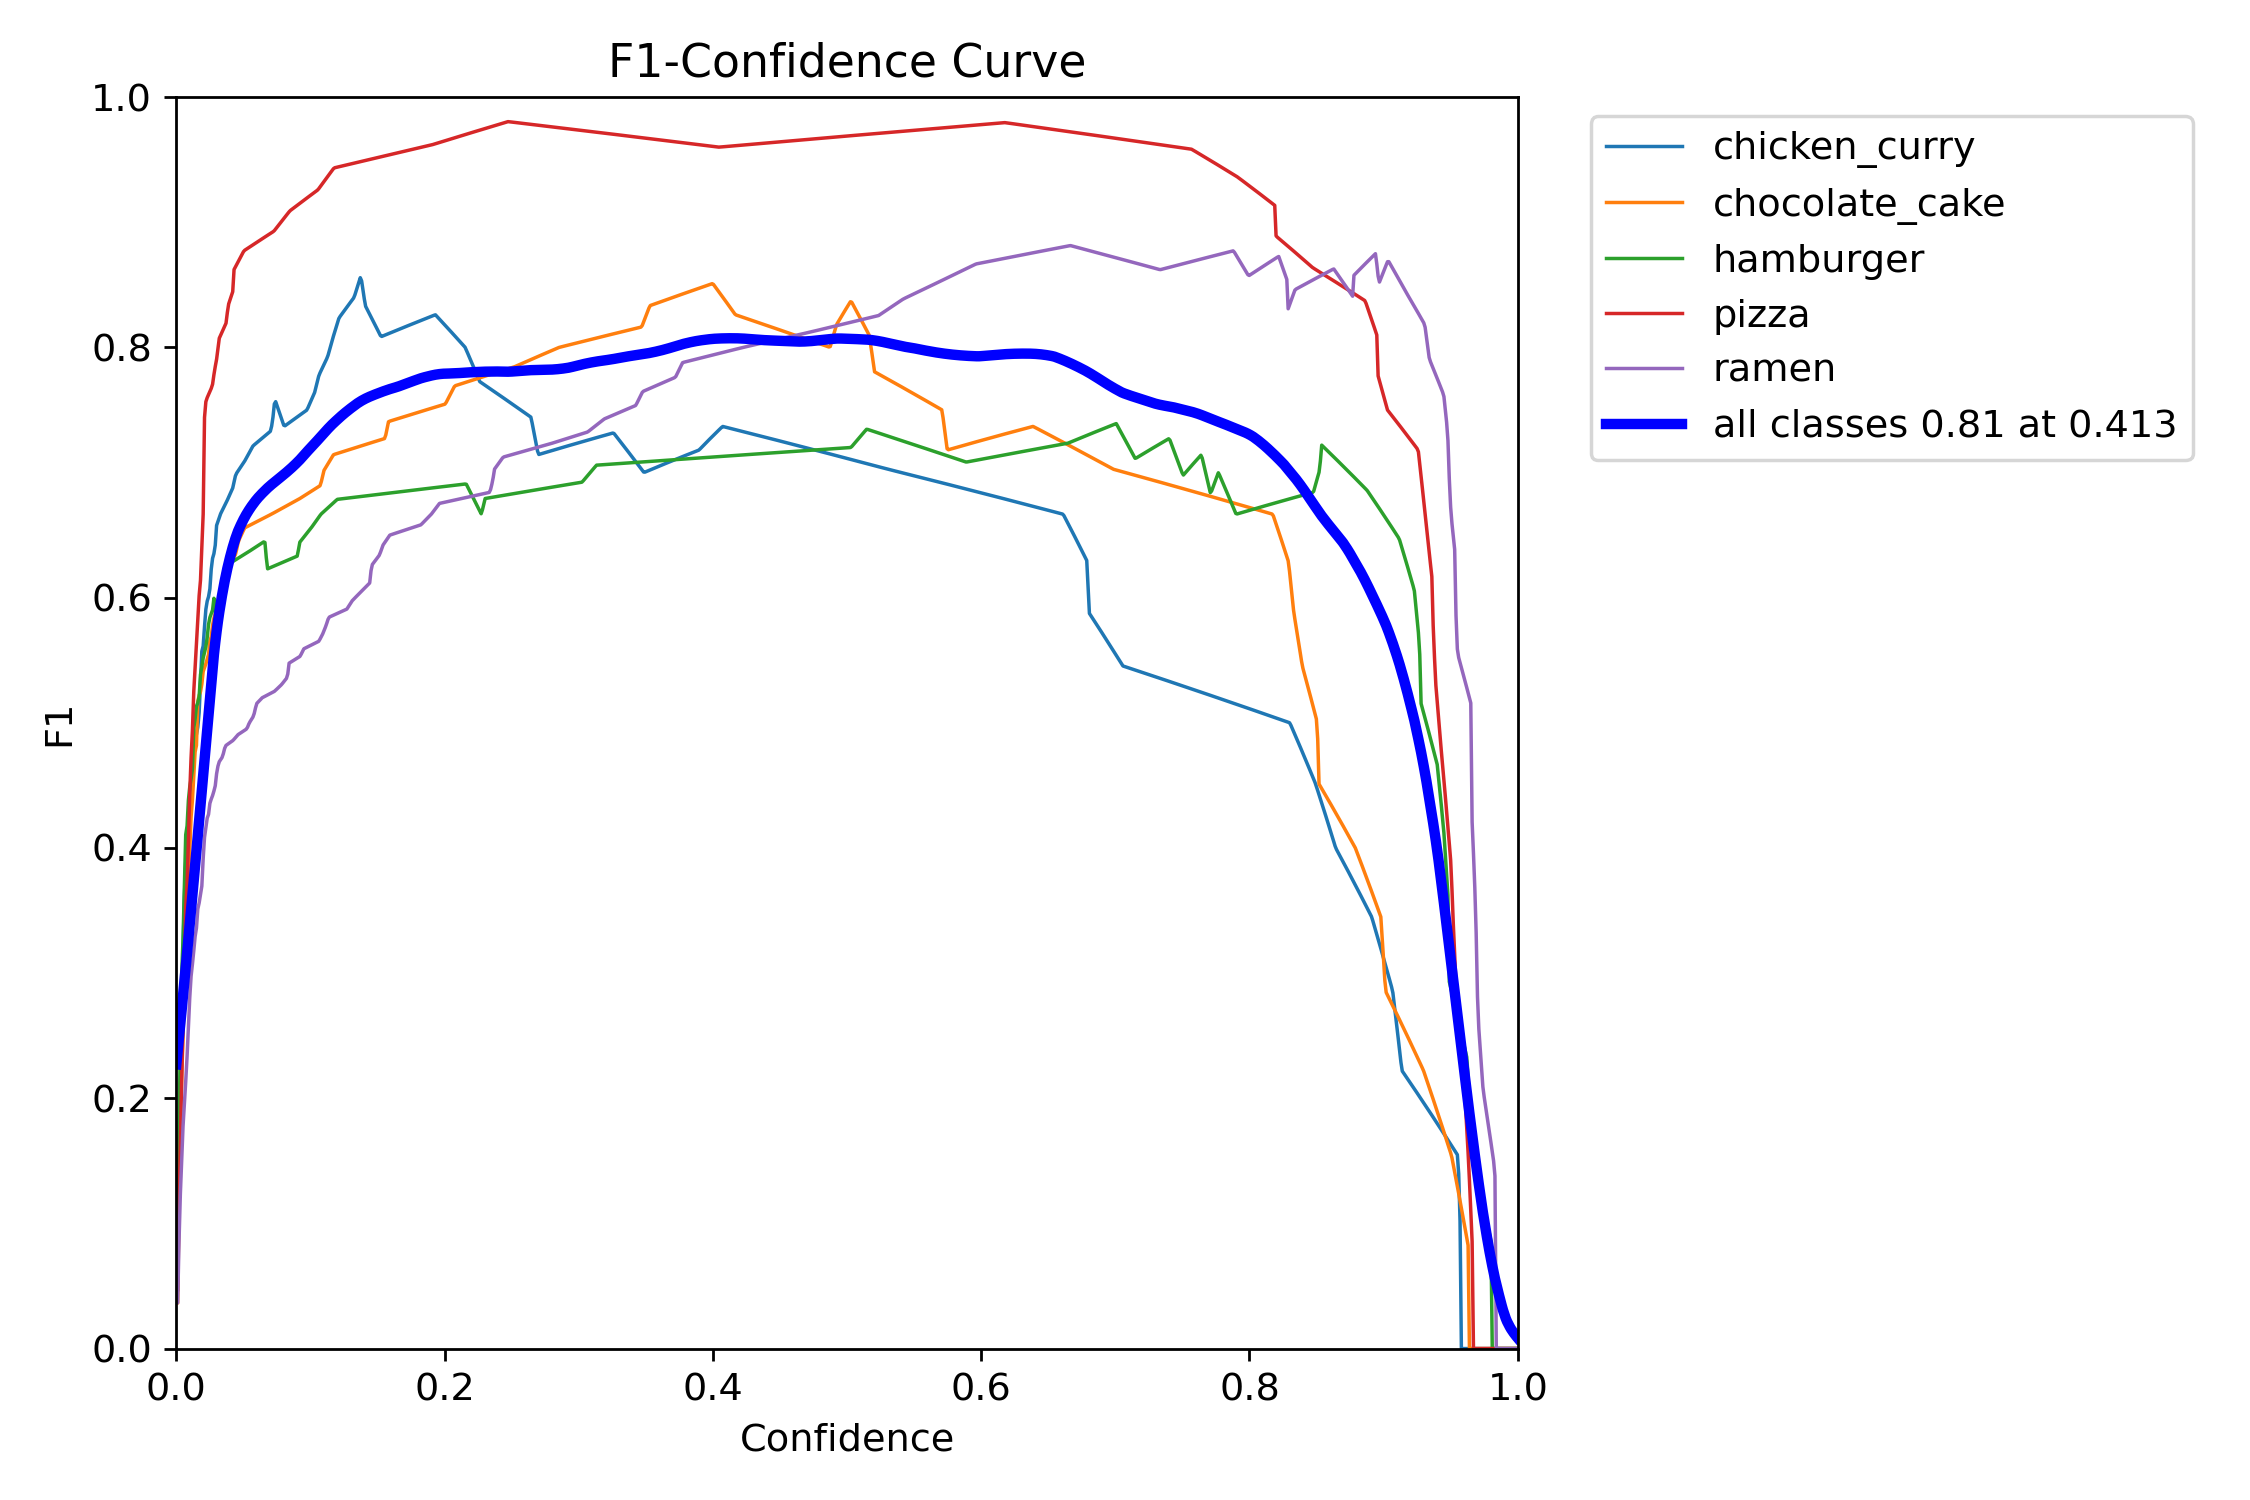 F1-Confidence Curve
1.0
0.8
0.6
0.4
0.2
0.0
F1
0.0 0.2 0.4 0.6 0.8 1.0
Confidence
chicken_curry
chocolate_cake
hamburger
pizza
ramen
all classes 0.81 at 0.413